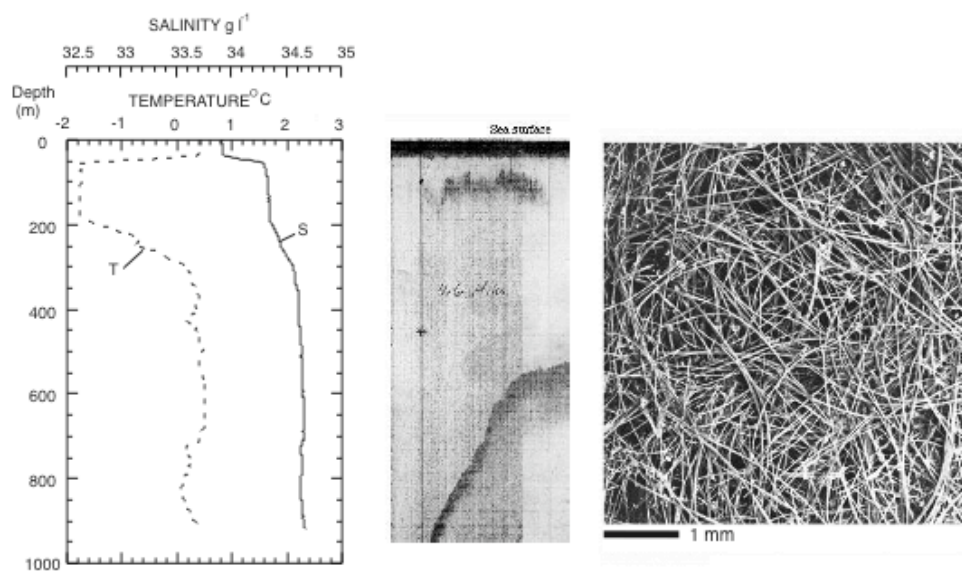 SALINITY g l-1
32.5 33 33.5 34 34.5 35
Depth
(m)
TEMPERATURE°C
-2 -1 0 1 2 3
0
200
400
600
800
1000
S
T
Sea surface
1 mm